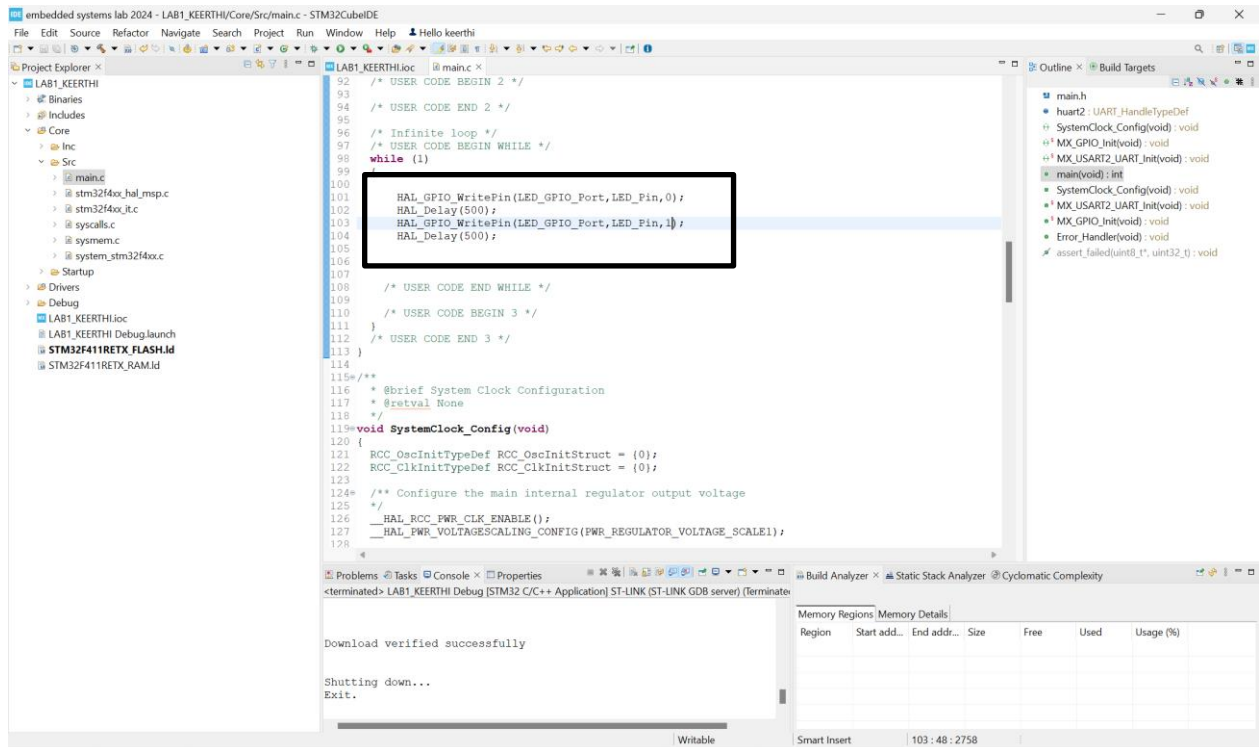 IDE embedded systems lab 2024 - LAB1_KEERTHI/Core/Src/main.c - STM32CubeIDE
File Edit Source Refactor Navigate Search Project Run Window Help Hello keerthi
Project Explorer
LAB1_KEERTHI
Binaries
Includes
Core
Inc
Src
main.c
stm32f4xx_hal_msp.c
stm32f4xx_it.c
syscalls.c
sysmem.c
system_stm32f4xx.c
Startup
Drivers
Debug
LAB1_KEERTHI.ioc
LAB1_KEERTHI Debug.launch
STM32F411RETX_FLASH.ld
STM32F411RETX_RAM.ld
LAB1_KEERTHI.ioc main.c
92 /* USER CODE BEGIN 2 */
93
94 /* USER CODE END 2 */
95
96 /* Infinite loop */
97 /* USER CODE BEGIN WHILE */
98 while (1)
99 {
100
101 HAL_GPIO_WritePin(LED_GPIO_Port,LED_Pin,0);
102 HAL_Delay(500);
103 HAL_GPIO_WritePin(LED_GPIO_Port,LED_Pin,1);
104 HAL_Delay(500);
105
106
107
108 /* USER CODE END WHILE */
109
110 /* USER CODE BEGIN 3 */
111 }
112 /* USER CODE END 3 */
113 }
114
115 /**
116 * @brief System Clock Configuration
117 * @retval None
118 */
119 void SystemClock_Config(void)
120 {
121 RCC_OscInitTypeDef RCC_OscInitStruct = {0};
122 RCC_ClkInitTypeDef RCC_ClkInitStruct = {0};
123
124 /** Configure the main internal regulator output voltage
125 */
126 __HAL_RCC_PWR_CLK_ENABLE();
127 __HAL_PWR_VOLTAGESCALING_CONFIG(PWR_REGULATOR_VOLTAGE_SCALE1);
128
Outline Build Targets
main.h
huart2 : UART_HandleTypeDef
SystemClock_Config(void) : void
MX_GPIO_Init(void) : void
MX_USART2_UART_Init(void) : void
main(void) : int
SystemClock_Config(void) : void
MX_USART2_UART_Init(void) : void
MX_GPIO_Init(void) : void
Error_Handler(void) : void
assert_failed(uint8_t*, uint32_t) : void
Problems Tasks Console Properties
<terminated> LAB1_KEERTHI Debug [STM32 C/C++ Application] ST-LINK (ST-LINK GDB server) (Terminate
Download verified successfully
Shutting down...
Exit.
Build Analyzer Static Stack Analyzer Cyclomatic Complexity
Memory Regions Memory Details
Region Start add... End addr... Size Free Used Usage (%)
Writable Smart Insert 103 : 48 : 2758